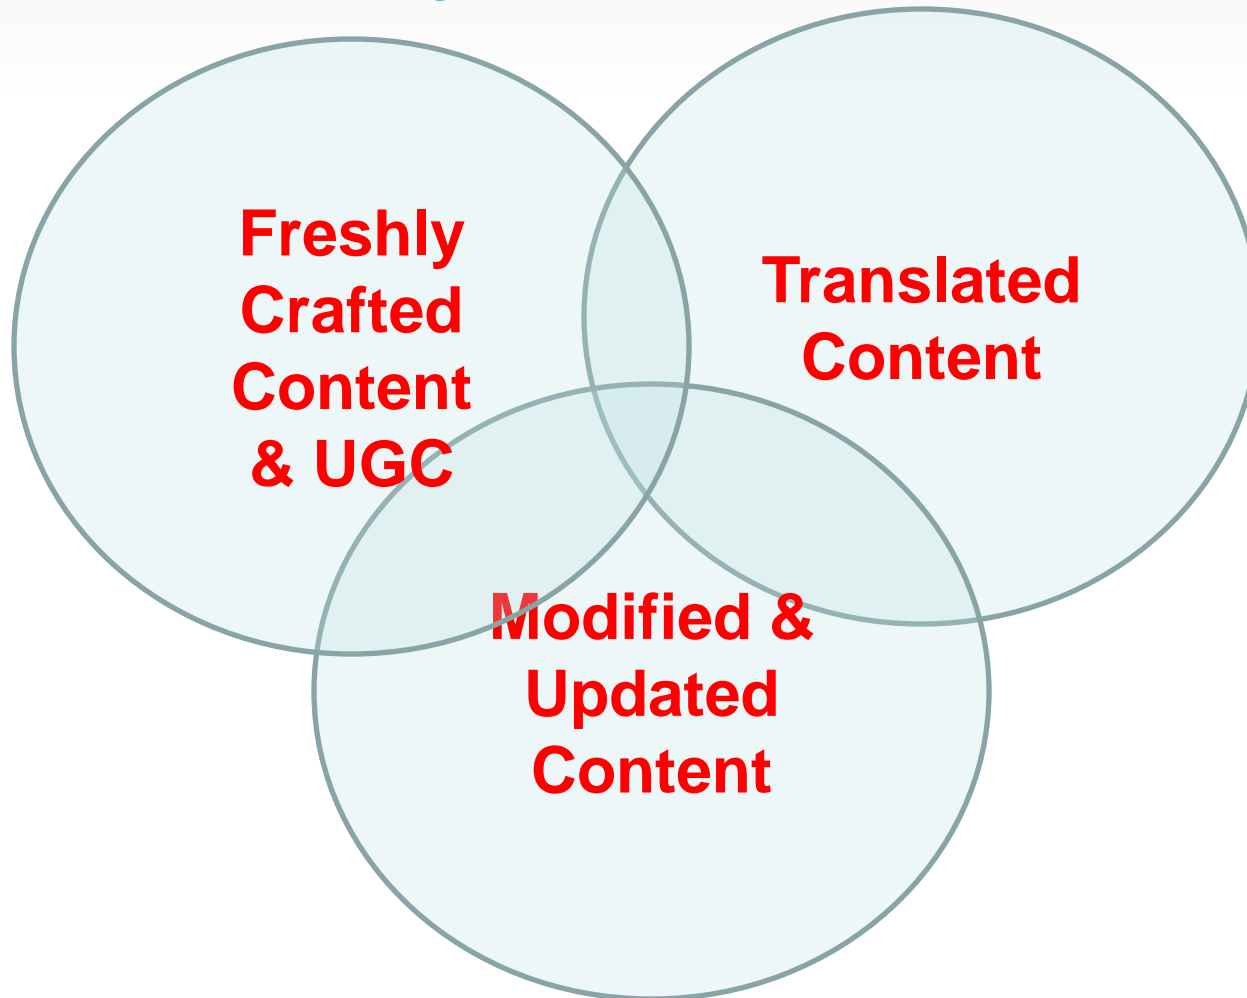 Freshly
Crafted
Content
& UGC
Translated
Content
Modified &
Updated
Content